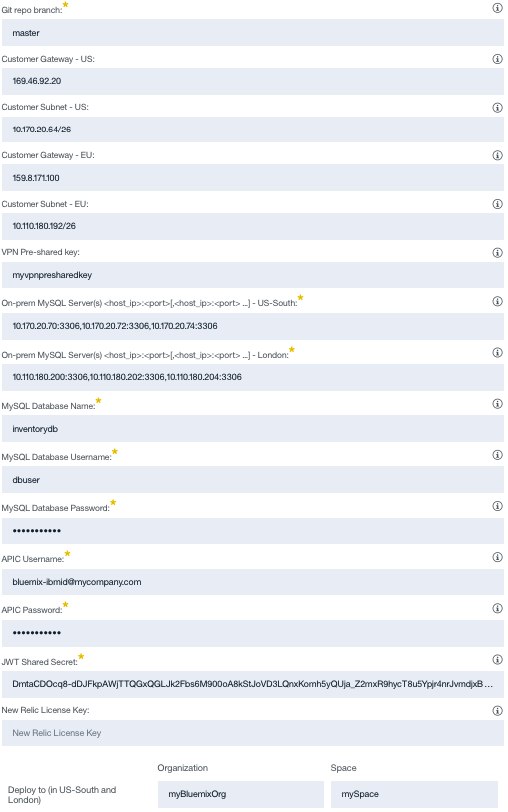 Git repo branch:*
master
Customer Gateway - US:
169.46.92.20
Customer Subnet - US:
10.170.20.64/26
Customer Gateway - EU:
159.8.171.100
Customer Subnet - EU:
10.110.180.192/26
VPN Pre-shared key:
myvpnpresharedkey
On-prem MySQL Server(s) <host_ip>:<port>[,<host_ip>:<port> ...] - US-South:*
10.170.20.70:3306,10.170.20.72:3306,10.170.20.74:3306
On-prem MySQL Server(s) <host_ip>:<port>[,<host_ip>:<port> ...] - London:*
10.110.180.200:3306,10.110.180.202:3306,10.110.180.204:3306
MySQL Database Name:*
inventorydb
MySQL Database Username:*
dbuser
MySQL Database Password:*
•••••••••••
APIC Username:*
bluemix-ibmid@mycompany.com
APIC Password:*
•••••••••••
JWT Shared Secret:*
DmtaCDOcq8-dDJFkpAWjTTQGxQGLJk2Fbs6M900oA8kStJoVD3LQnxKomh5yQUja_Z2mxR9hycT8u5Ypjr4nrJvmdjxB...
New Relic License Key:
New Relic License Key
Organization Space
Deploy to (in US-South and
London)
myBluemixOrg mySpace